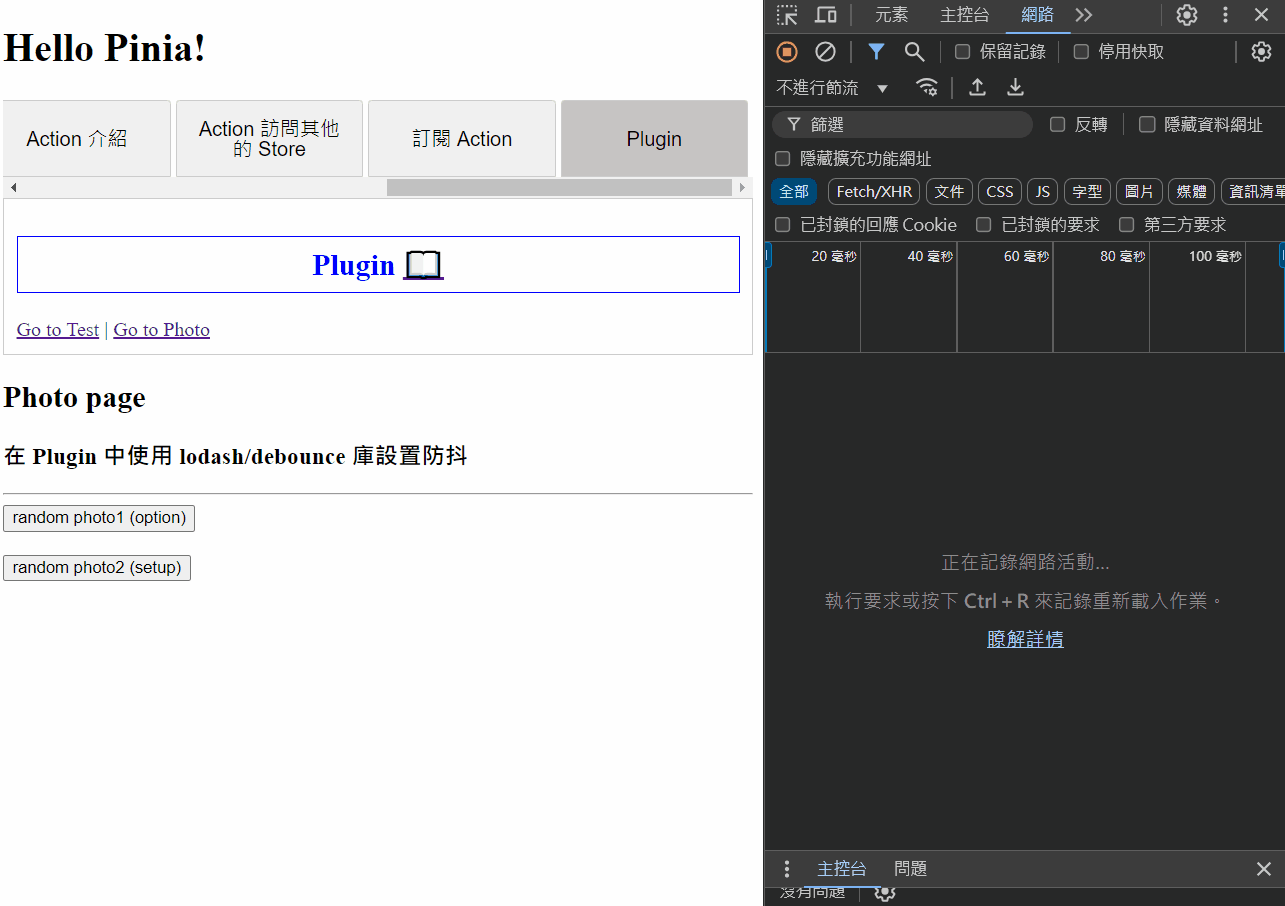 Hello Pinia!
Action 介紹
Action 訪問其他
的 Store
訂閱 Action
Plugin
Plugin
Go to Test | Go to Photo
Photo page
在 Plugin 中使用 lodash/debounce 庫設置防抖
random photo1 (option)
random photo2 (setup)
元素 主控台 網路
保留記錄 停用快取
不進行節流
篩選 反轉 隱藏資料網址
隱藏擴充功能網址
全部 Fetch/XHR 文件 CSS JS 字型 圖片 媒體 資訊清單
已封鎖的回應 Cookie 已封鎖的要求 第三方要求
20 毫秒 40 毫秒 60 毫秒 80 毫秒 100 毫秒
正在記錄網路活動...
執行要求或按下 Ctrl + R 來記錄重新載入作業。
瞭解詳情
主控台 問題
沒有問題